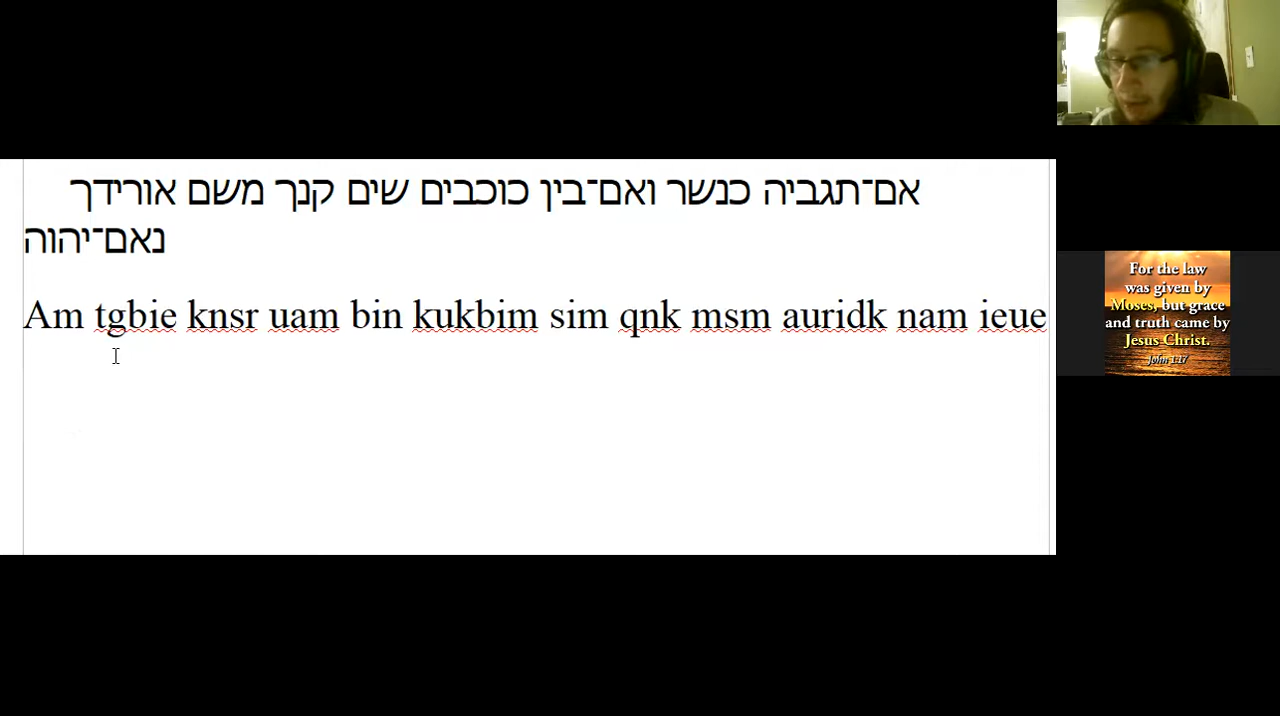 אם־תגביה כנשר ואם־בין כוכבים שים קנך משם אורידך
נאם־יהוה
Am tgbie knsr uam bin kukbim sim qnk msm auridk nam ieue
For the law
was given by
Moses, but grace
and truth came by
Jesus Christ.
John 1:17